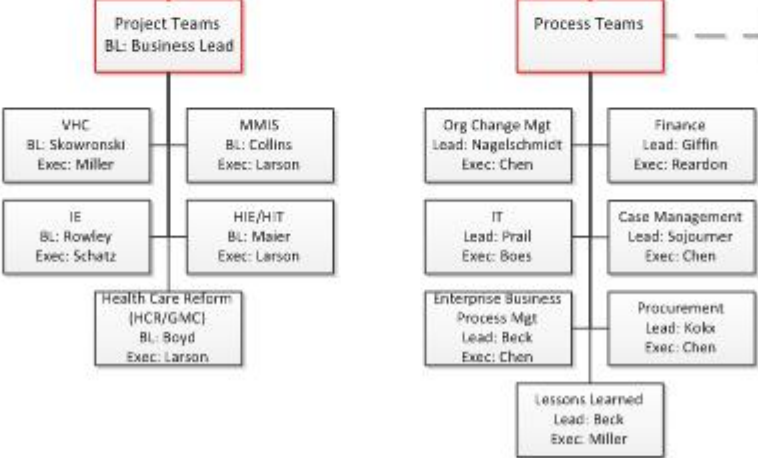 Project Teams
BL: Business Lead
VHC
BL: Skowronski
Exec: Miller
MMIS
BL: Collins
Exec: Larson
IE
BL: Rowley
Exec: Schatz
HIE/HIT
BL: Maier
Exec: Larson
Health Care Reform
(HCR/GMC)
BL: Boyd
Exec: Larson
Process Teams
Org Change Mgt
Lead: Nagelschmidt
Exec: Chen
Finance
Lead: Giffin
Exec: Reardon
IT
Lead: Prail
Exec: Boes
Case Management
Lead: Sojourner
Exec: Chen
Enterprise Business
Process Mgt
Lead: Beck
Exec: Chen
Procurement
Lead: Kokx
Exec: Chen
Lessons Learned
Lead: Beck
Exec: Miller